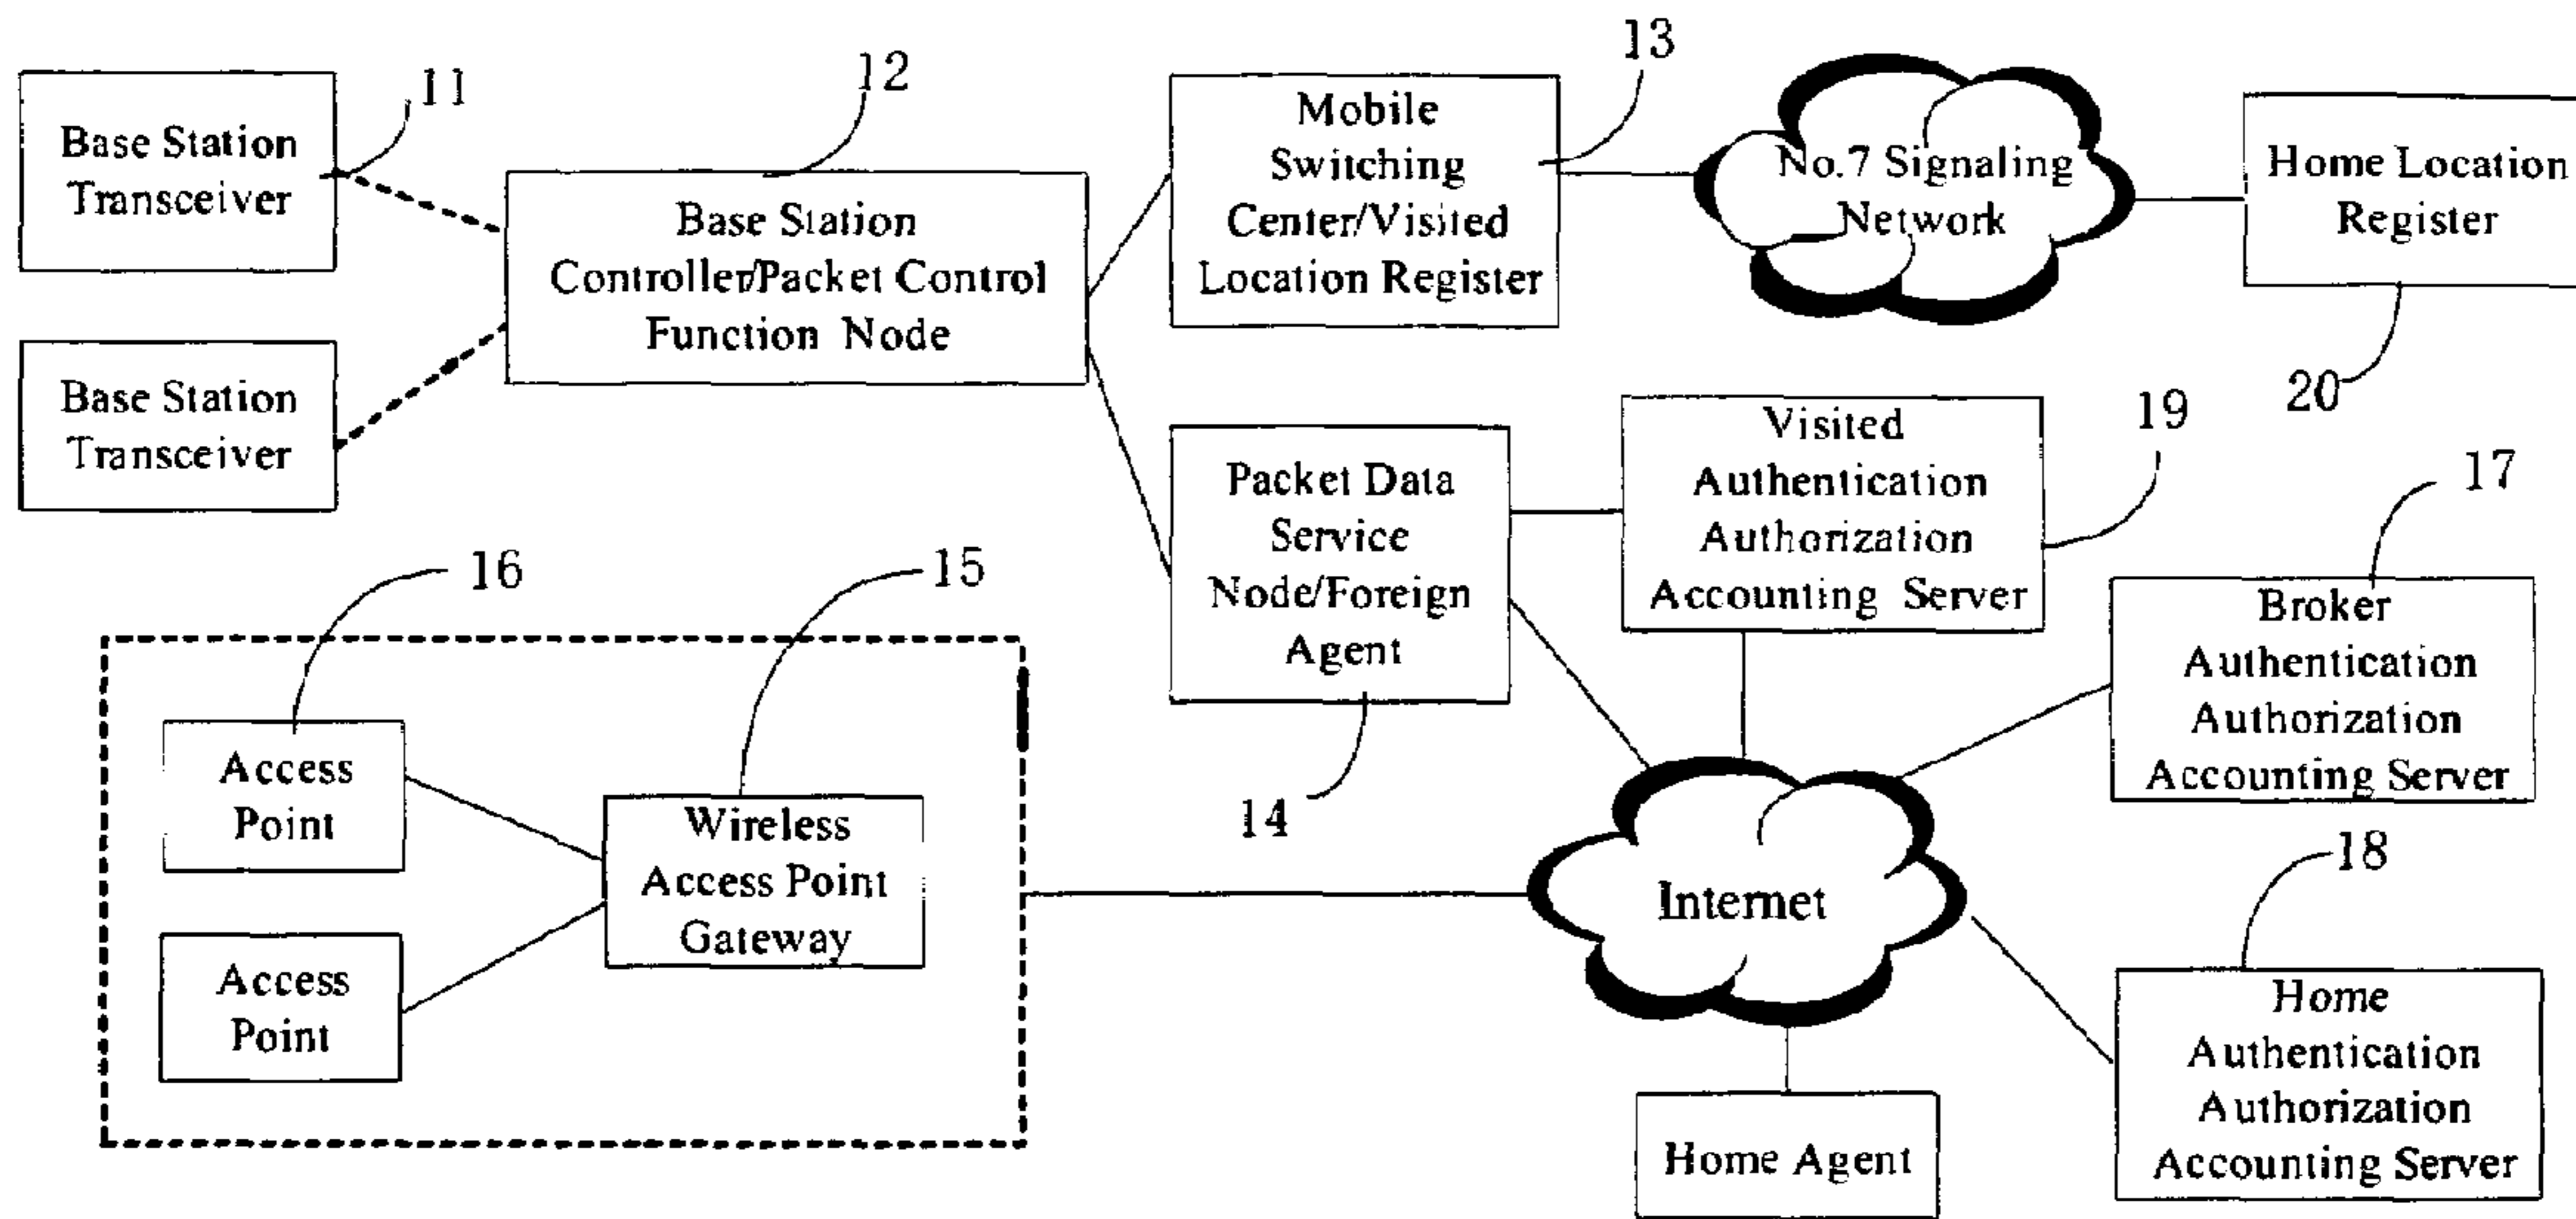 11
Base Station
Transceiver
12
Base Station
Controller/Packet Control
Function Node
Base Station
Transceiver
13
Mobile
Switching
Center/Visited
Location Register
No.7 Signaling
Network
Home Location
Register
20
Packet Data
Service
Node/Foreign
Agent
14
Visited
Authentication
Authorization
Accounting Server
19
17
Broker
Authentication
Authorization
Accounting Server
16
15
Access
Point
Wireless
Access Point
Gateway
Access
Point
Internet
18
Home
Authentication
Authorization
Accounting Server
Home Agent